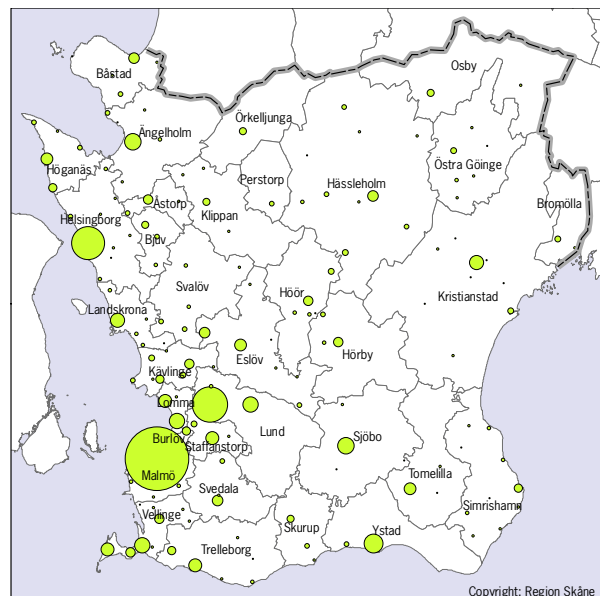 Osby
Båstad
Örkelljunga
Ängelholm
Östra Göinge
Höganäs
Perstorp
Hässleholm
Åstorp
Bromölla
Klippan
Helsingborg
Bjuv
Svalöv
Höör
Kristianstad
Landskrona
Hörby
Eslöv
Kävlinge
Lomma
Lund
Burlöv
Sjöbo
Staffanstorp
Malmö
Tomelilla
Svedala
Simrishamn
Vellinge
Skurup
Ystad
Trelleborg
Copyright: Region Skåne